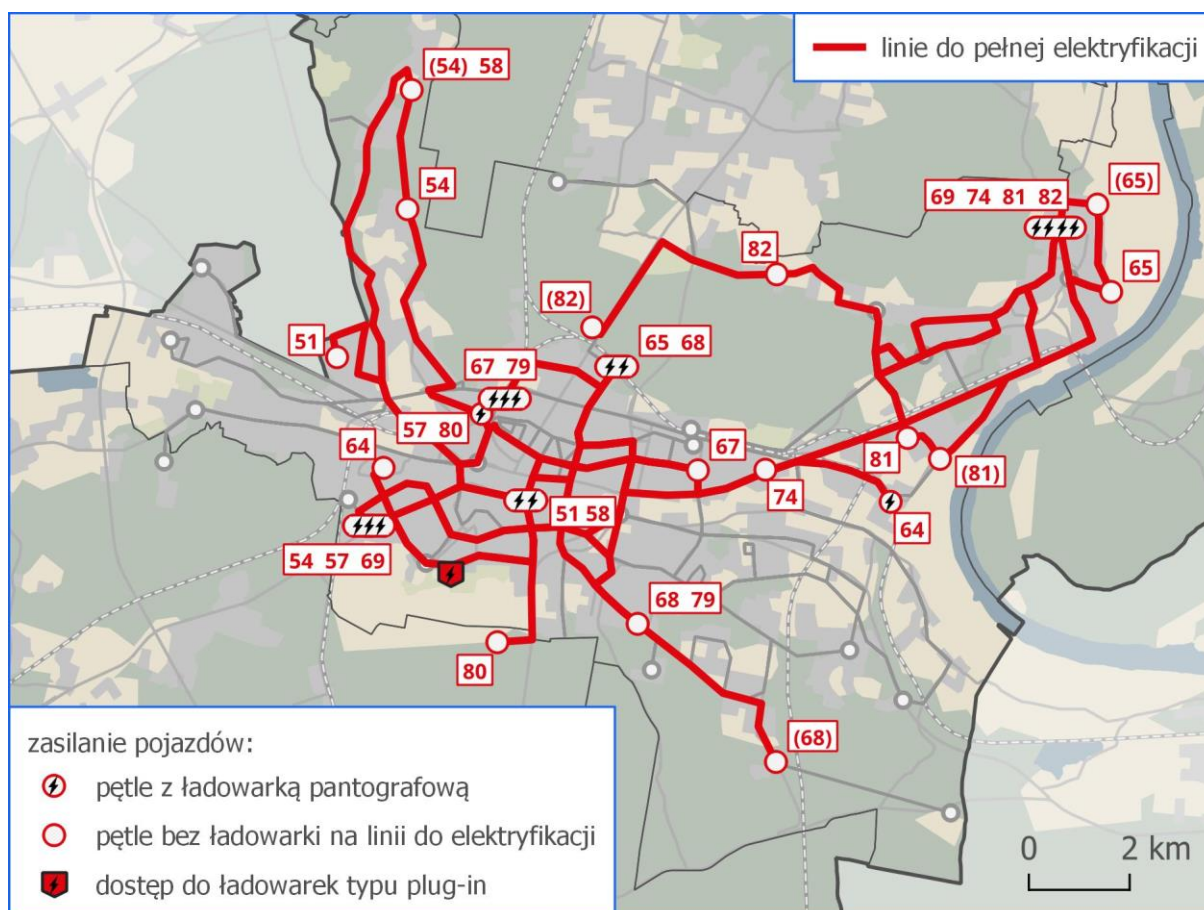 linie do pełnej elektryfikacji
(54) 58
54
69 74 81 82
(65)
82
65
(82)
51
65 68
67 79
57 80
64
67
81
(81)
74
51 58
64
54 57 69
68 79
80
(68)
zasilanie pojazdów:
pętle z ładowarką pantografową
pętle bez ładowarki na linii do elektryfikacji
dostęp do ładowarek typu plug-in
0 2 km